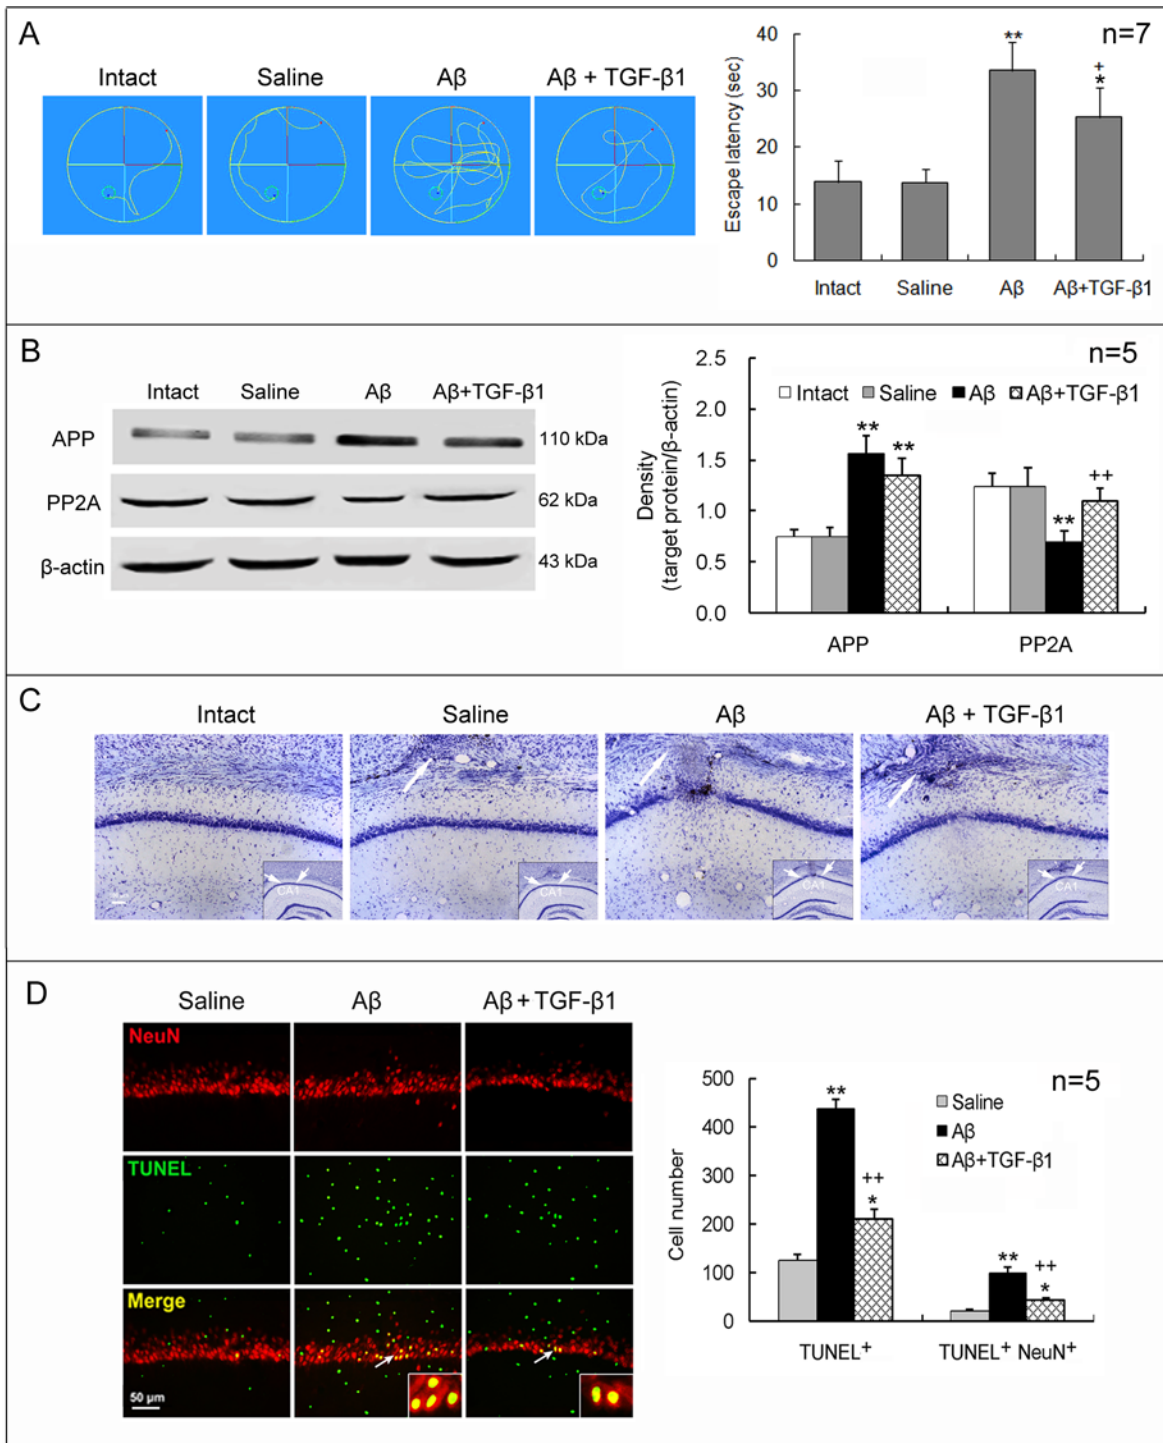 A
Intact Saline Aβ Aβ + TGF-β1
n=7
Escape latency (sec)
40
30
20
10
0
**
+
*
Intact Saline Aβ Aβ+TGF-β1
B
Intact Saline Aβ Aβ+TGF-β1
APP 110 kDa
PP2A 62 kDa
β-actin 43 kDa
n=5
Density
(target protein/β-actin)
2.5
2.0
1.5
1.0
0.5
0.0
Intact Saline Aβ Aβ+TGF-β1
** **
** ++
APP PP2A
C
Intact Saline Aβ Aβ + TGF-β1
CA1 CA1 CA1 CA1
D
Saline Aβ Aβ + TGF-β1
NeuN
TUNEL
Merge
50 µm
n=5
Cell number
500
400
300
200
100
0
Saline
Aβ
Aβ+TGF-β1
**
++
*
**
++
*
TUNEL+ TUNEL+ NeuN+